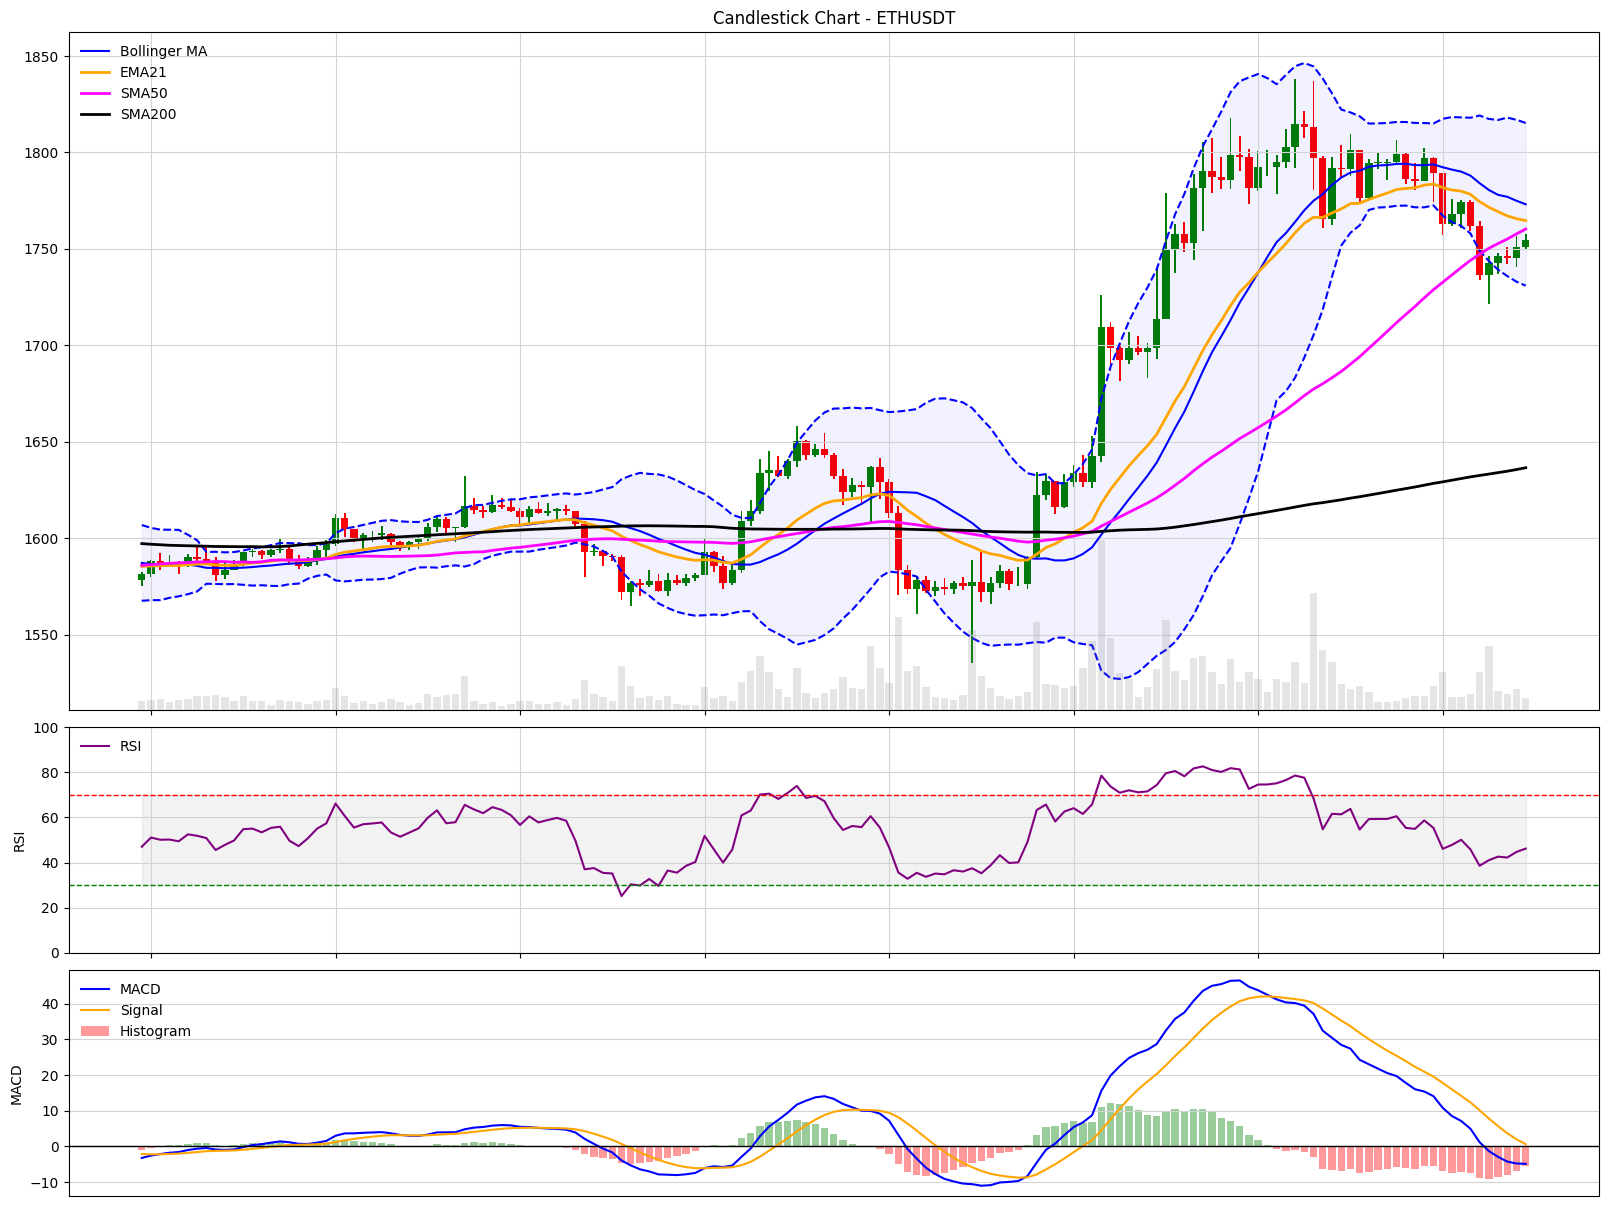 Candlestick Chart - ETHUSDT
Bollinger MA
EMA21
SMA50
SMA200
1850
1800
1750
1700
1650
1600
1550
RSI
RSI
100
80
60
40
20
0
MACD
Signal
Histogram
MACD
40
30
20
10
0
−10